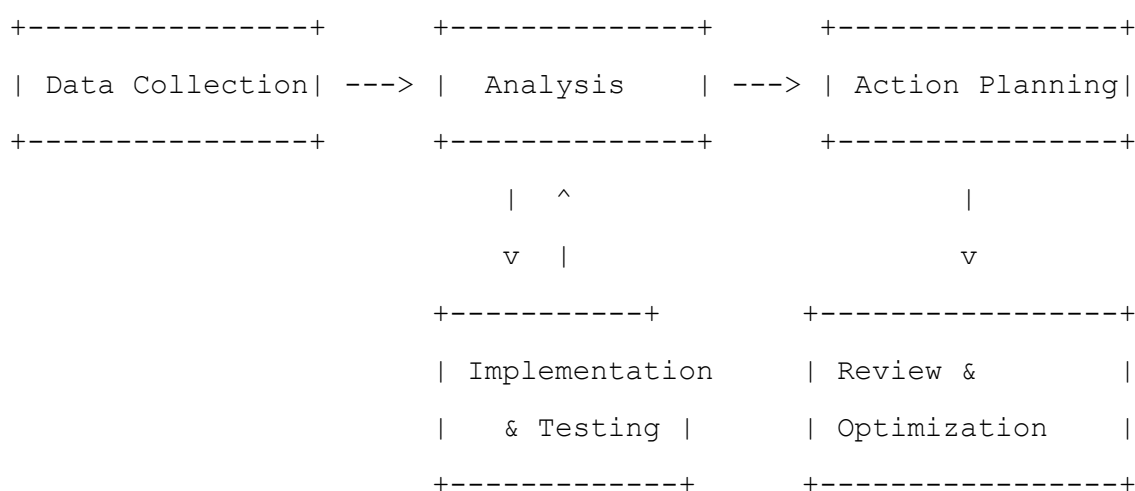 +----------------+ +--------------+ +----------------+
| Data Collection| ---> | Analysis | ---> | Action Planning|
+----------------+ +--------------+ +----------------+
| ^ |
v | v
+-----------+ +-----------------+
| Implementation | Review & |
| & Testing | | Optimization |
+-------------+ +-----------------+